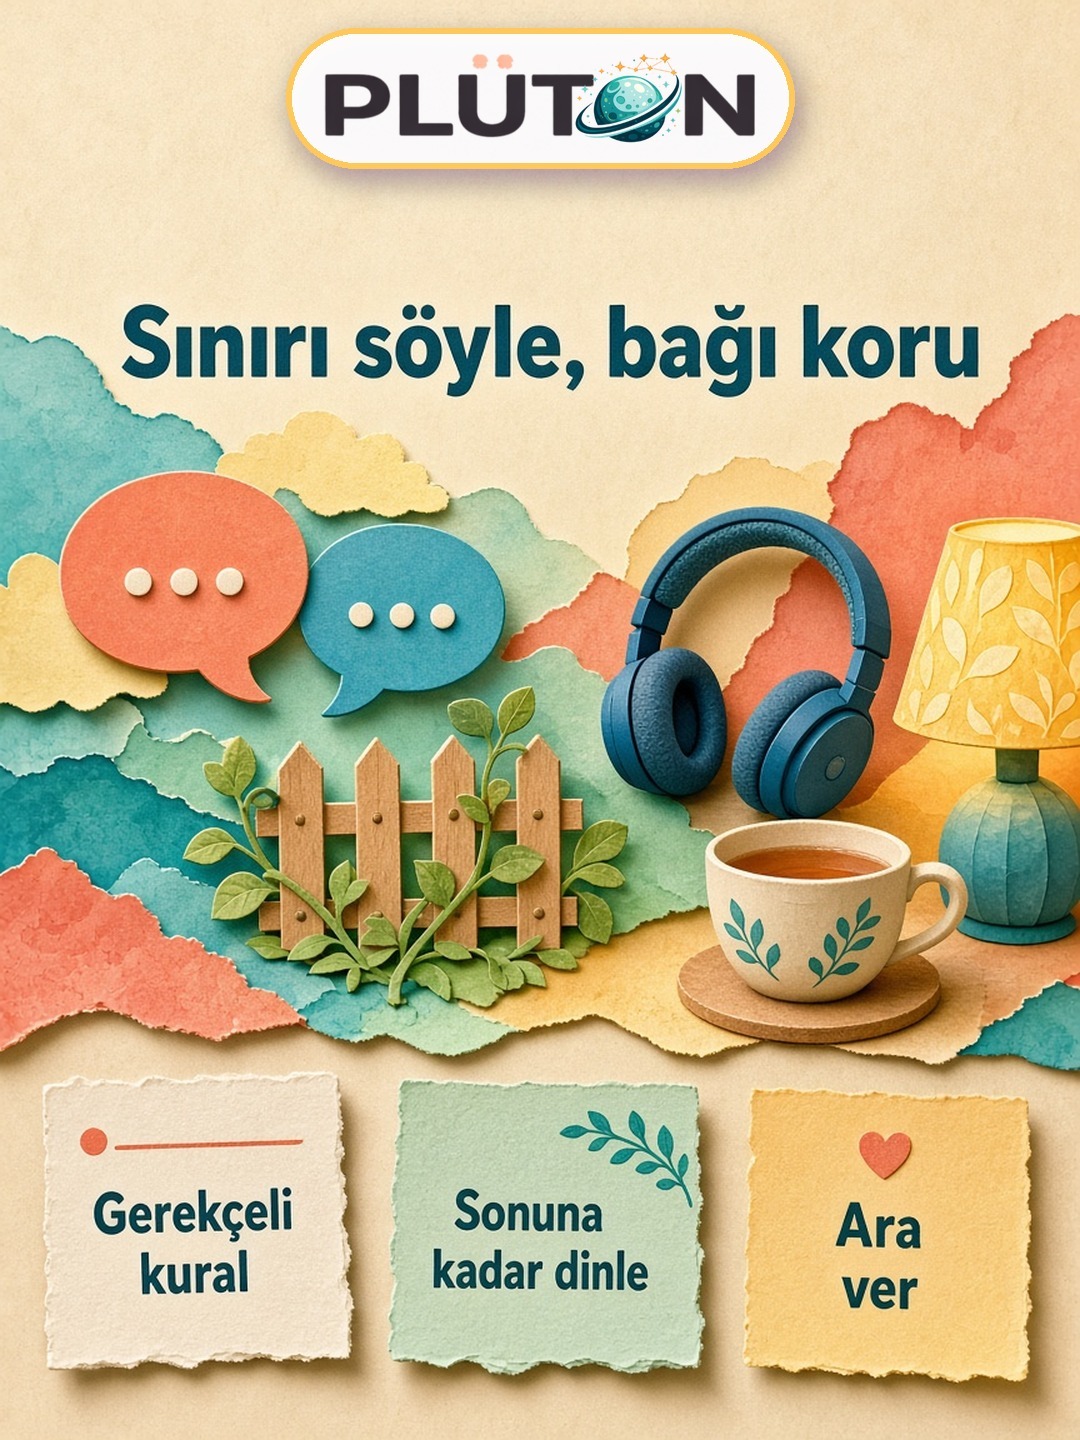 PLÜTON
Sınırı söyle, bağı koru
Gerekçeli
kural
Sonuna
kadar dinle
Ara
ver